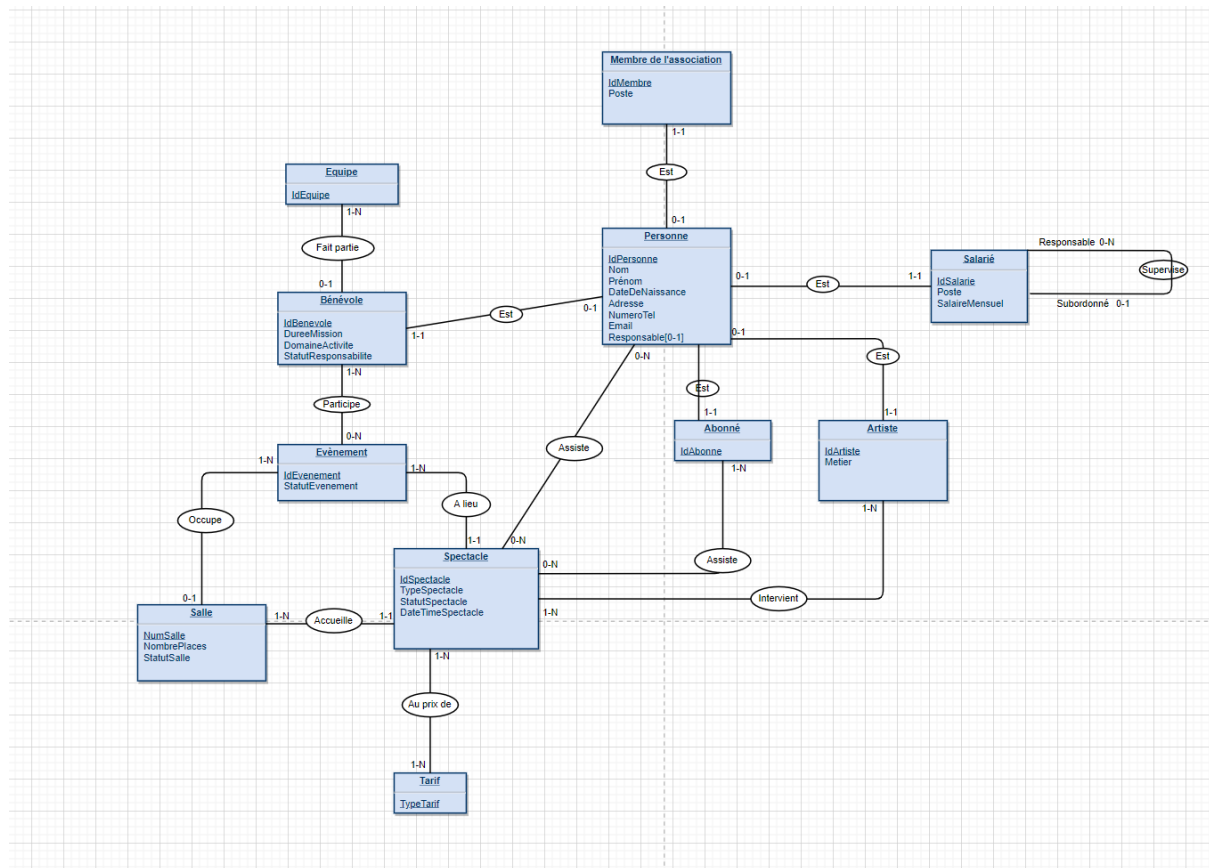 Membre de l'association
IdMembre
Poste
1-1
Est
0-1
Equipe
IdEquipe
1-N
Fait partie
0-1
Bénévole
IdBenevole
DureeMission
DomaineActivite
StatutResponsabilite
1-1
Est
0-1
Personne
IdPersonne
Nom
Prénom
DateDeNaissance
Adresse
NumeroTel
Email
Responsable[0-1]
0-1
Est
1-1
Salarié
IdSalarie
Poste
SalaireMensuel
Responsable 0-N
Supervise
Subordonné 0-1
0-1
Est
1-1
Artiste
IdArtiste
Metier
1-N
Est
1-1
Abonné
IdAbonne
1-N
Assiste
0-N
0-N
Assiste
0-N
1-N
Participe
0-N
Evènement
IdEvenement
StatutEvenement
1-N
Occupe
0-1
1-N
A lieu
1-1
Spectacle
IdSpectacle
TypeSpectacle
StatutSpectacle
DateTimeSpectacle
Intervient
1-N
Salle
NumSalle
NombrePlaces
StatutSalle
1-N
Accueille
1-1
1-N
Au prix de
1-N
Tarif
TypeTarif